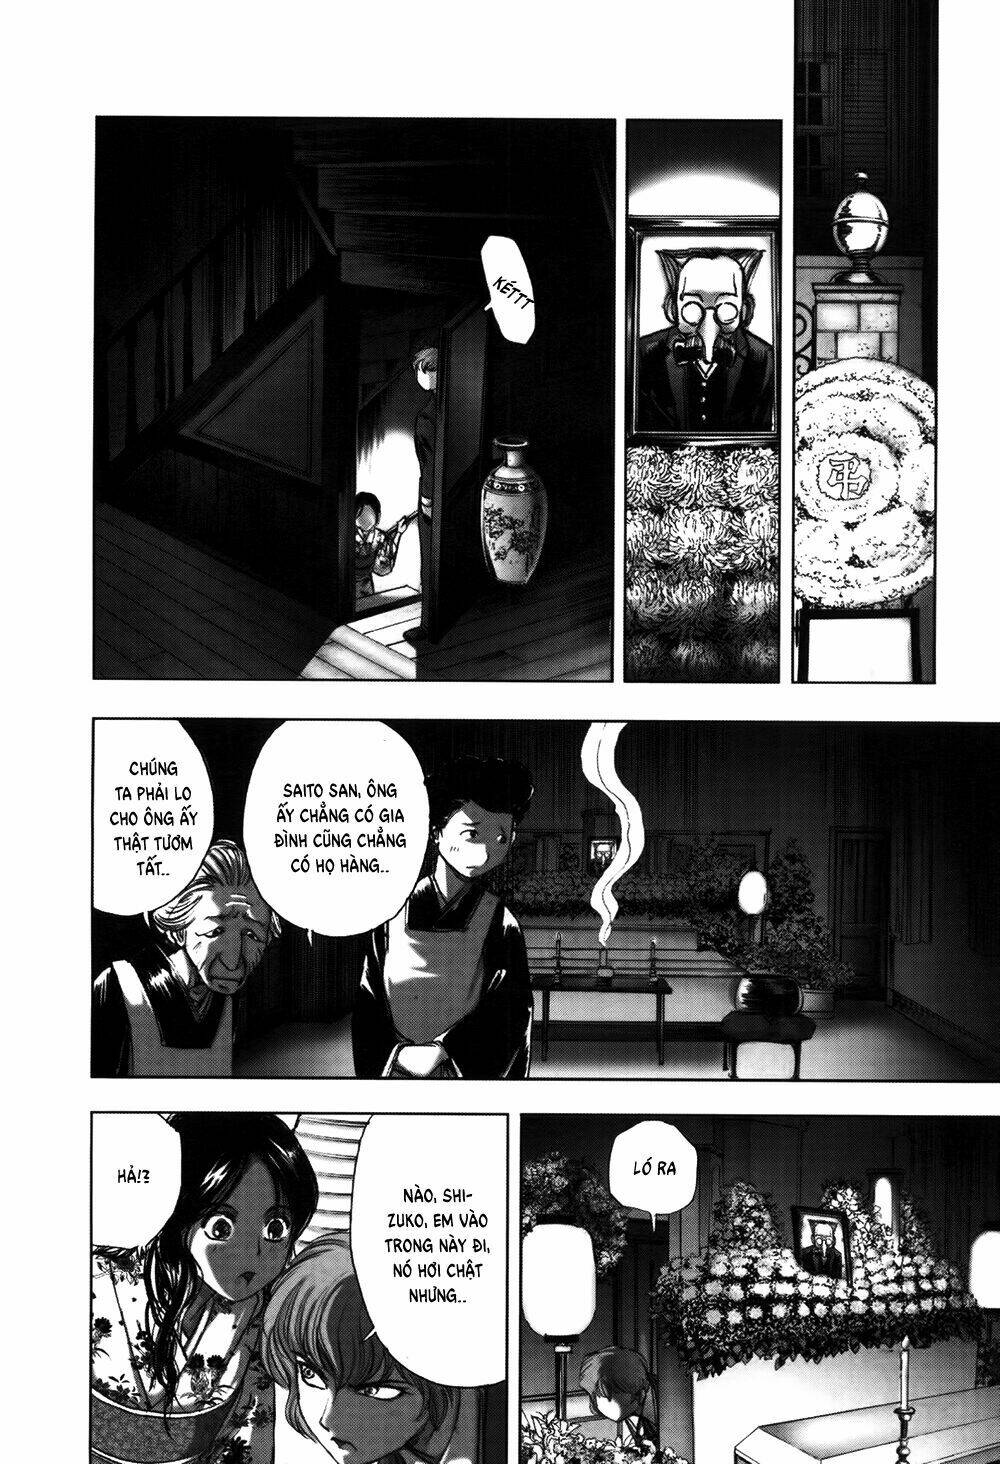 弔
KÉTTT
SAITO SAN, ÔNG
ẤY CHẲNG CÓ GIA
ĐÌNH CŨNG CHẲNG
CÓ HỌ HÀNG..
CHÚNG
TA PHẢI LO
CHO ÔNG ẤY
THẬT TƯƠM
TẤT..
LÓ RA
NÀO, SHI-
ZUKO, EM VÀO
TRONG NÀY ĐI,
NÓ HƠI CHẬT
NHƯNG..
HẢ!?